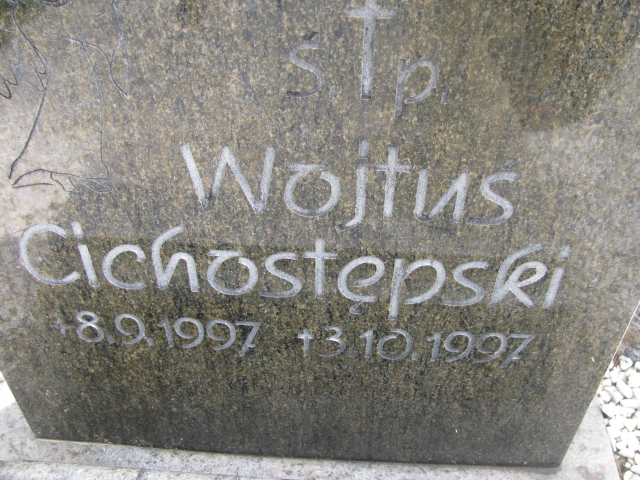 Ś. † p.
Wojtuś
Cichostępski
+8.9.1997 †3.10.1997